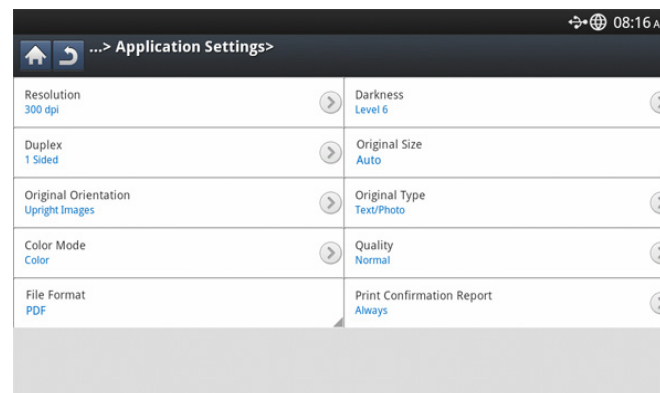 08:16 A
...> Application Settings>
Resolution
300 dpi
Darkness
Level 6
Duplex
1 Sided
Original Size
Auto
Original Orientation
Upright Images
Original Type
Text/Photo
Color Mode
Color
Quality
Normal
File Format
PDF
Print Confirmation Report
Always